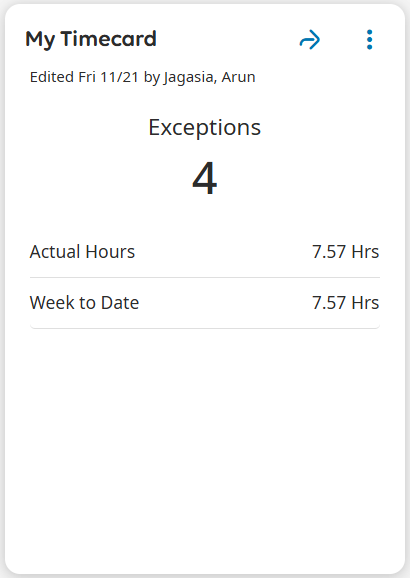 My Timecard
Edited Fri 11/21 by Jagasia, Arun
Exceptions
4
Actual Hours 7.57 Hrs
Week to Date 7.57 Hrs